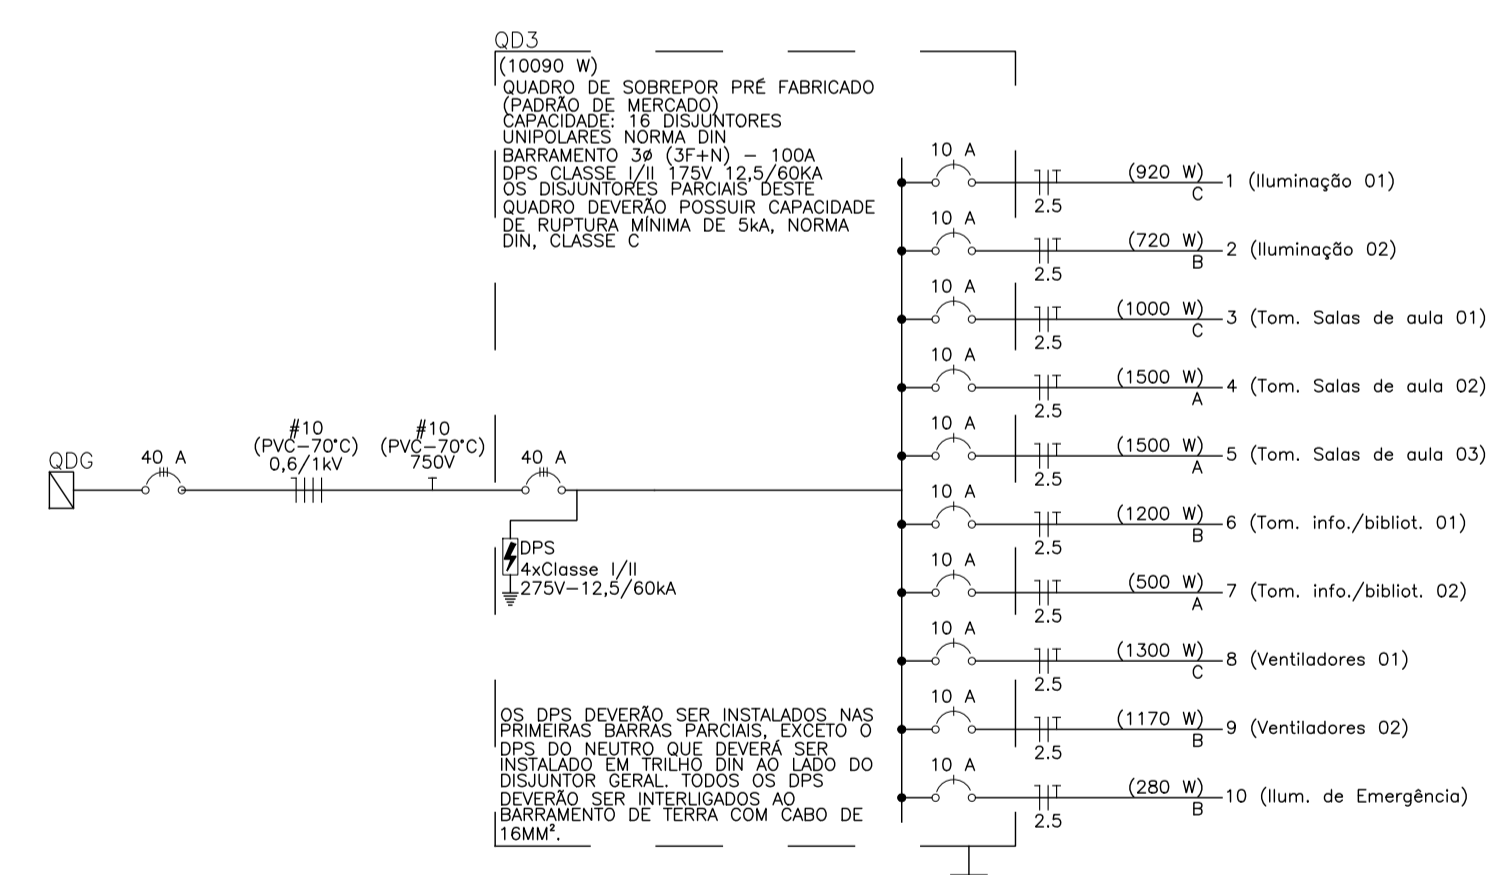 QD3
(10090 W)
QUADRO DE SOBREPOR PRÉ FABRICADO
(PADRÃO DE MERCADO)
CAPACIDADE: 16 DISJUNTORES
UNIPOLARES NORMA DIN
BARRAMENTO 3ø (3F+N) – 100A
DPS CLASSE I/II 175V 12,5/60KA
OS DISJUNTORES PARCIAIS DESTE
QUADRO DEVERÃO POSSUIR CAPACIDADE
DE RUPTURA MÍNIMA DE 5kA, NORMA
DIN, CLASSE C
QDG
40 A
#10
(PVC–70°C)
0,6/1kV
#10
(PVC–70°C)
750V
40 A
DPS
4xClasse I/II
275V–12,5/60kA
OS DPS DEVERÃO SER INSTALADOS NAS
PRIMEIRAS BARRAS PARCIAIS, EXCETO O
DPS DO NEUTRO QUE DEVERÁ SER
INSTALADO EM TRILHO DIN AO LADO DO
DISJUNTOR GERAL. TODOS OS DPS
DEVERÃO SER INTERLIGADOS AO
BARRAMENTO DE TERRA COM CABO DE
16MM².
10 A
2.5
(920 W)
C
1 (Iluminação 01)
10 A
2.5
(720 W)
B
2 (Iluminação 02)
10 A
2.5
(1000 W)
C
3 (Tom. Salas de aula 01)
10 A
2.5
(1500 W)
A
4 (Tom. Salas de aula 02)
10 A
2.5
(1500 W)
A
5 (Tom. Salas de aula 03)
10 A
2.5
(1200 W)
B
6 (Tom. info./bibliot. 01)
10 A
2.5
(500 W)
A
7 (Tom. info./bibliot. 02)
10 A
2.5
(1300 W)
C
8 (Ventiladores 01)
10 A
2.5
(1170 W)
B
9 (Ventiladores 02)
10 A
2.5
(280 W)
B
10 (Ilum. de Emergência)